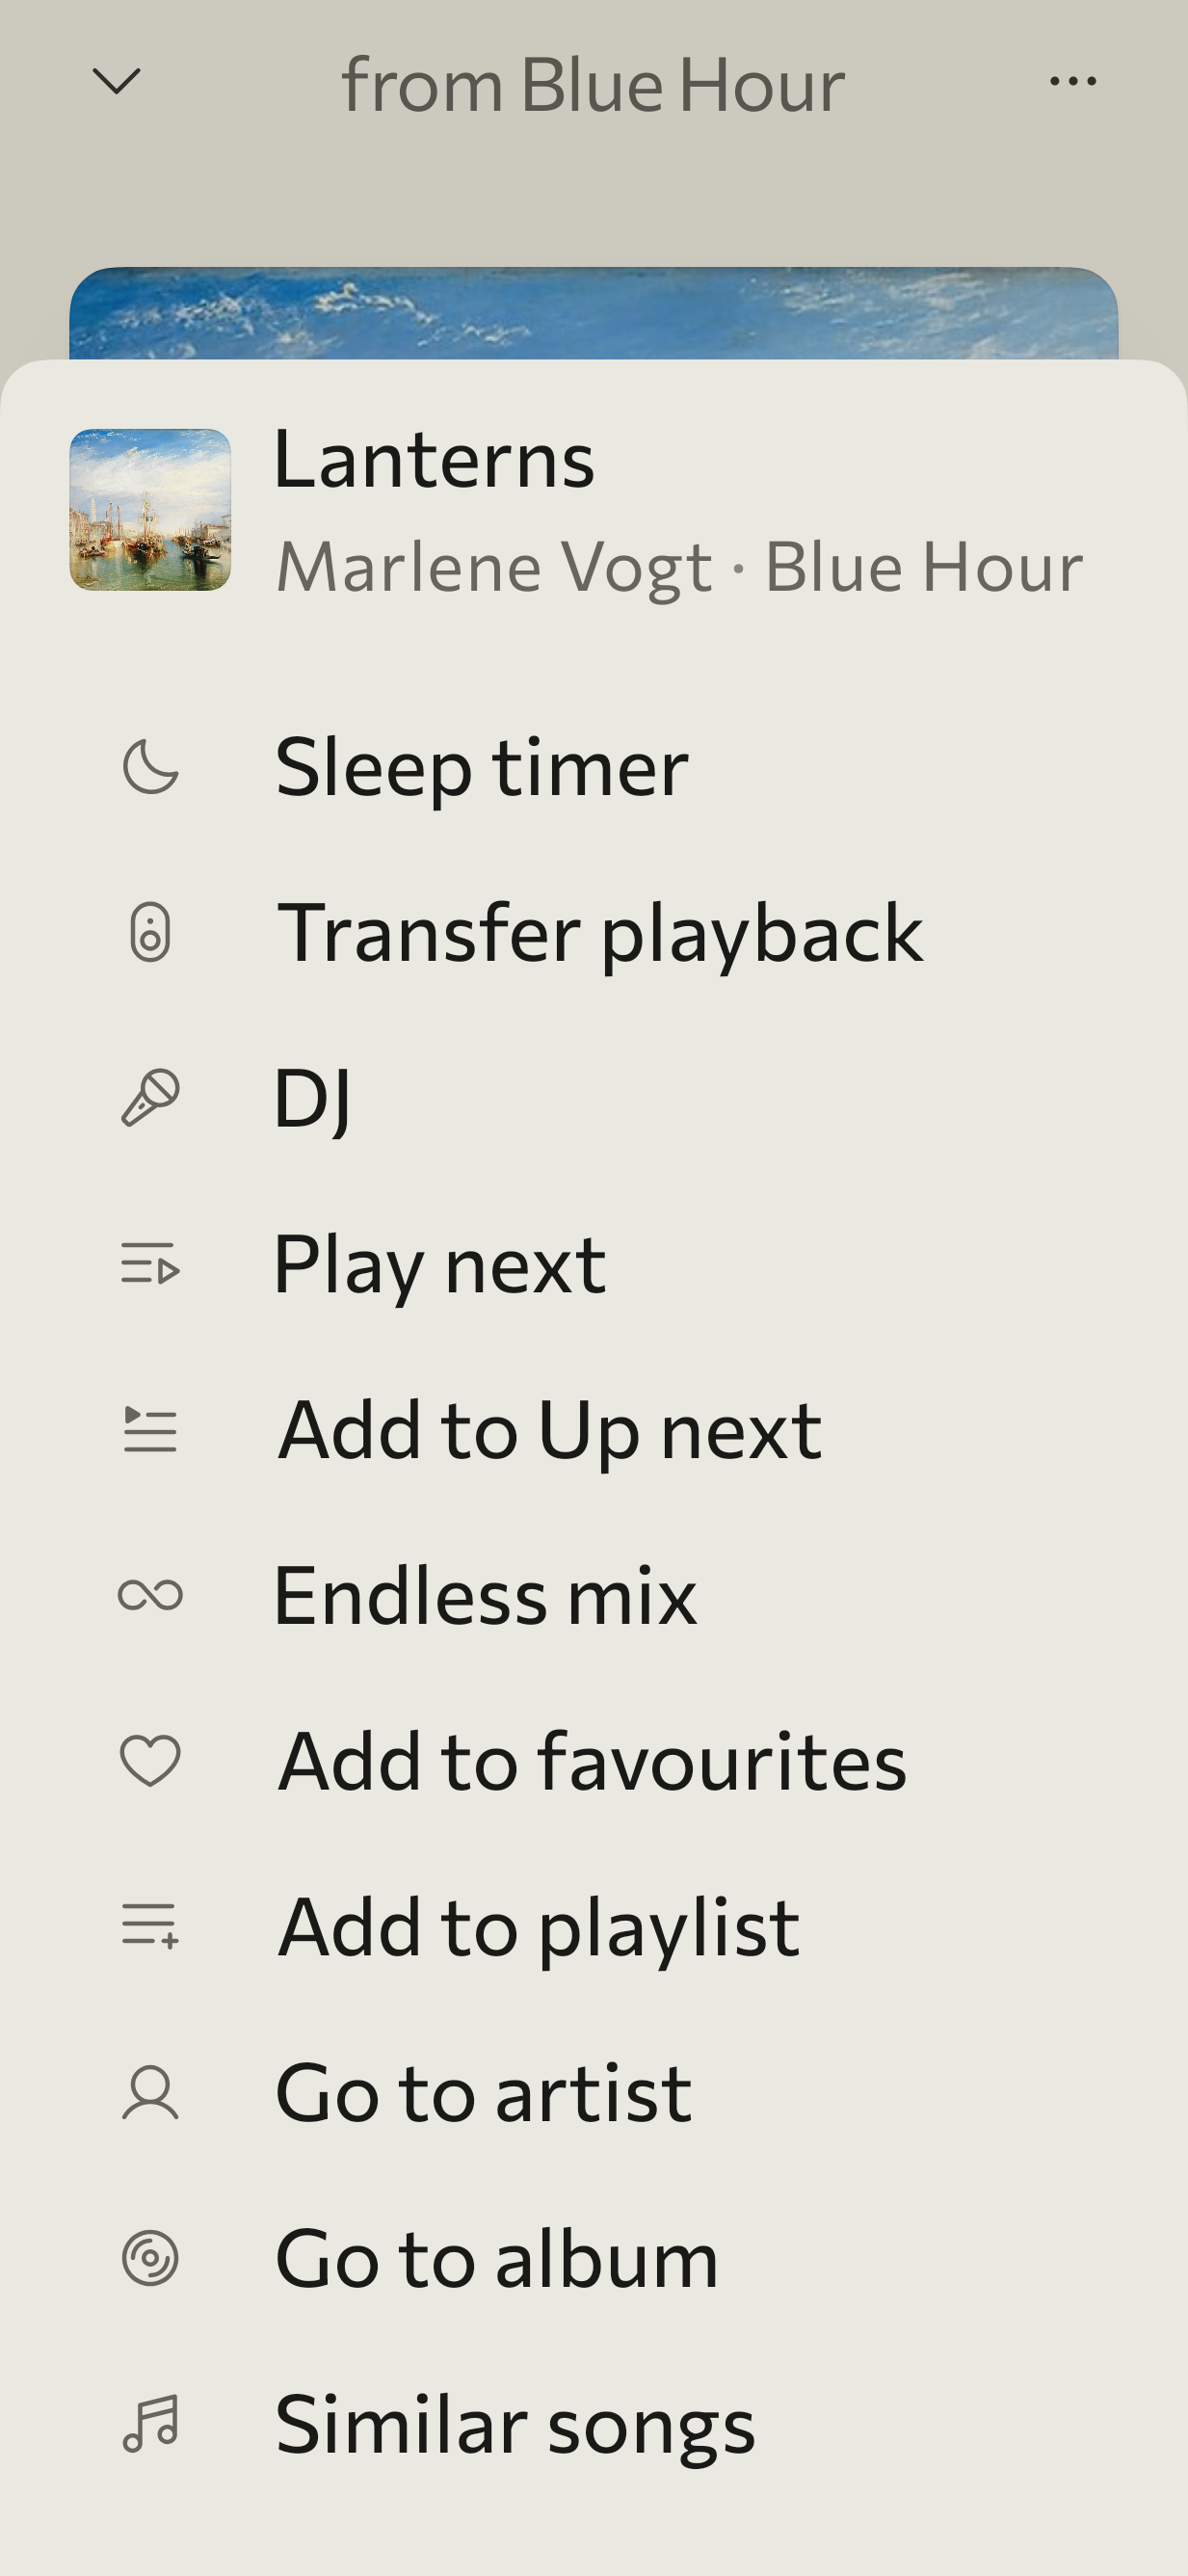 from Blue Hour
Lanterns
Marlene Vogt · Blue Hour
Sleep timer
Transfer playback
DJ
Play next
Add to Up next
Endless mix
Add to favourites
Add to playlist
Go to artist
Go to album
Similar songs